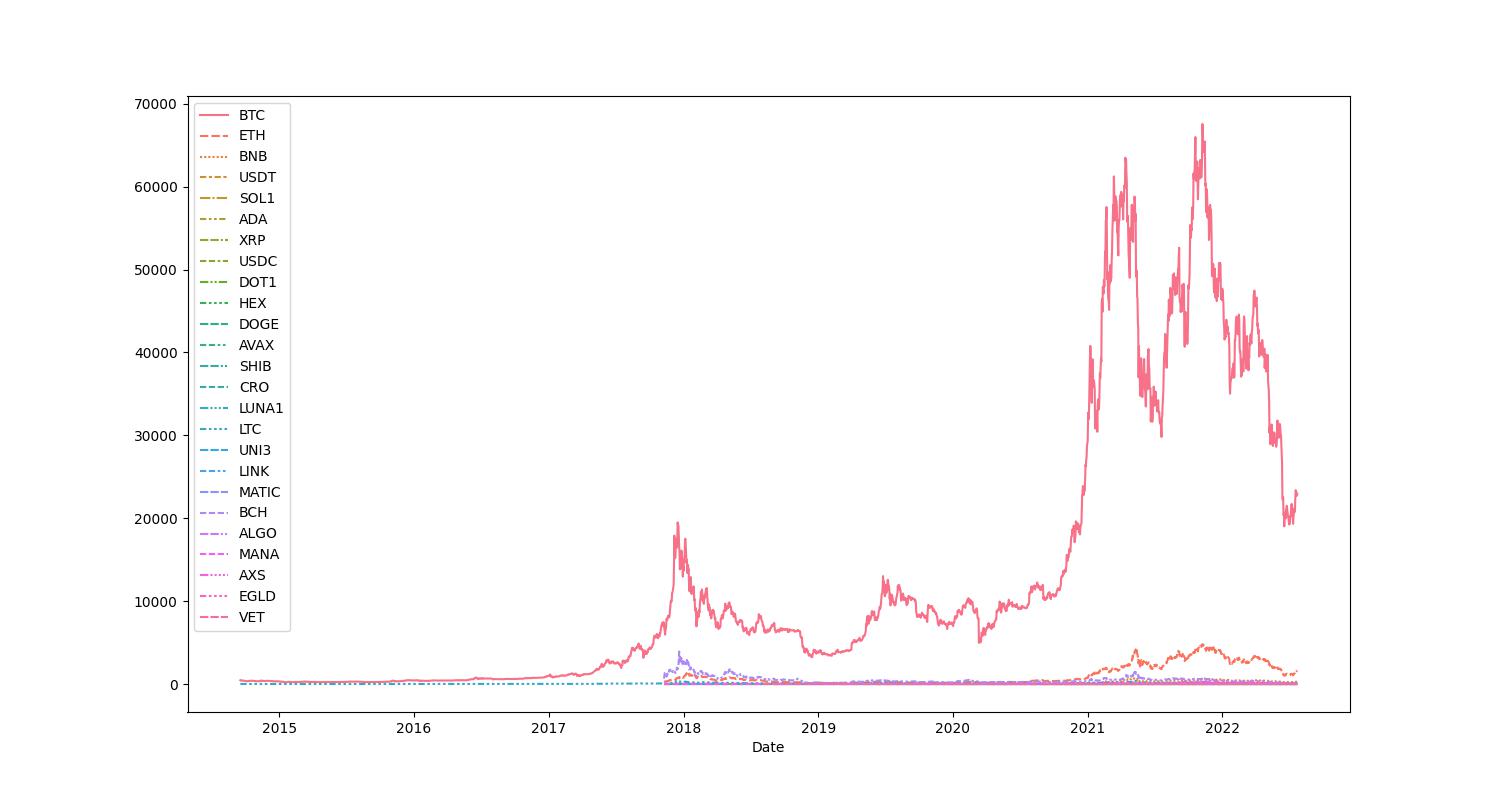 70000
60000
50000
40000
30000
20000
10000
0
BTC
ETH
BNB
USDT
SOL1
ADA
XRP
USDC
DOT1
HEX
DOGE
AVAX
SHIB
CRO
LUNA1
LTC
UNI3
LINK
MATIC
BCH
ALGO
MANA
AXS
EGLD
VET
2015 2016 2017 2018 2019 2020 2021 2022
Date